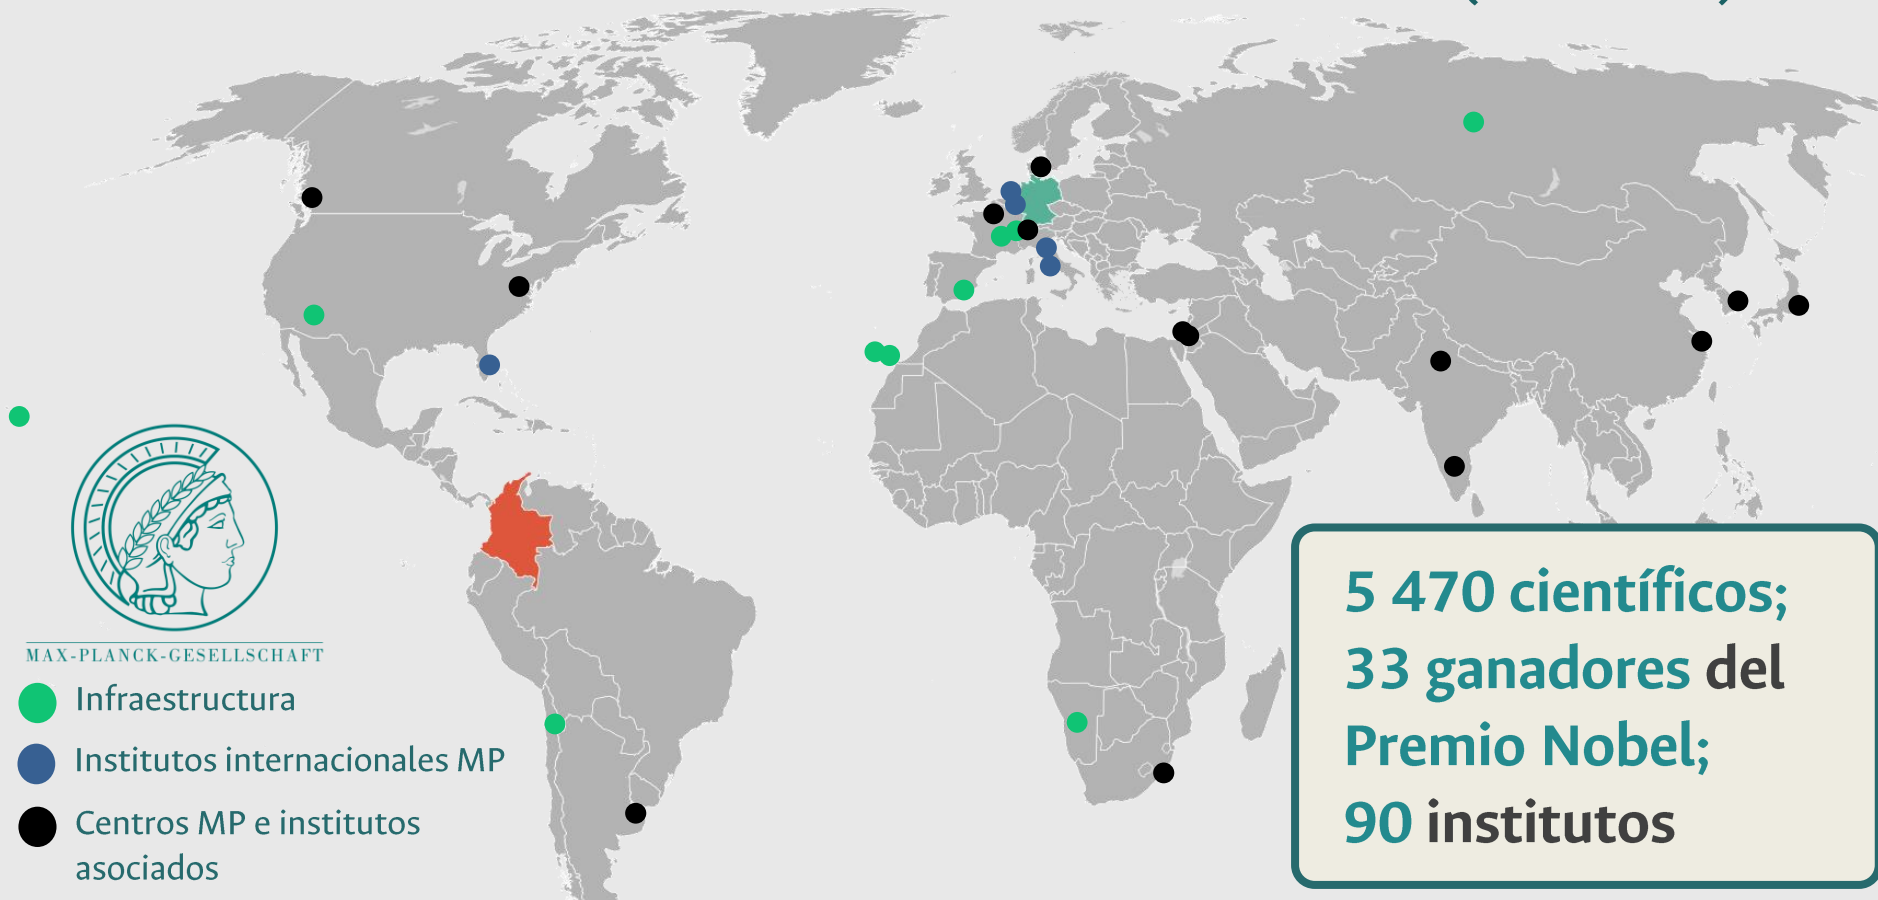 MAX-PLANCK-GESELLSCHAFT
Infraestructura
Institutos internacionales MP
Centros MP e institutos
asociados
5 470 científicos;
33 ganadores del
Premio Nobel;
90 institutos